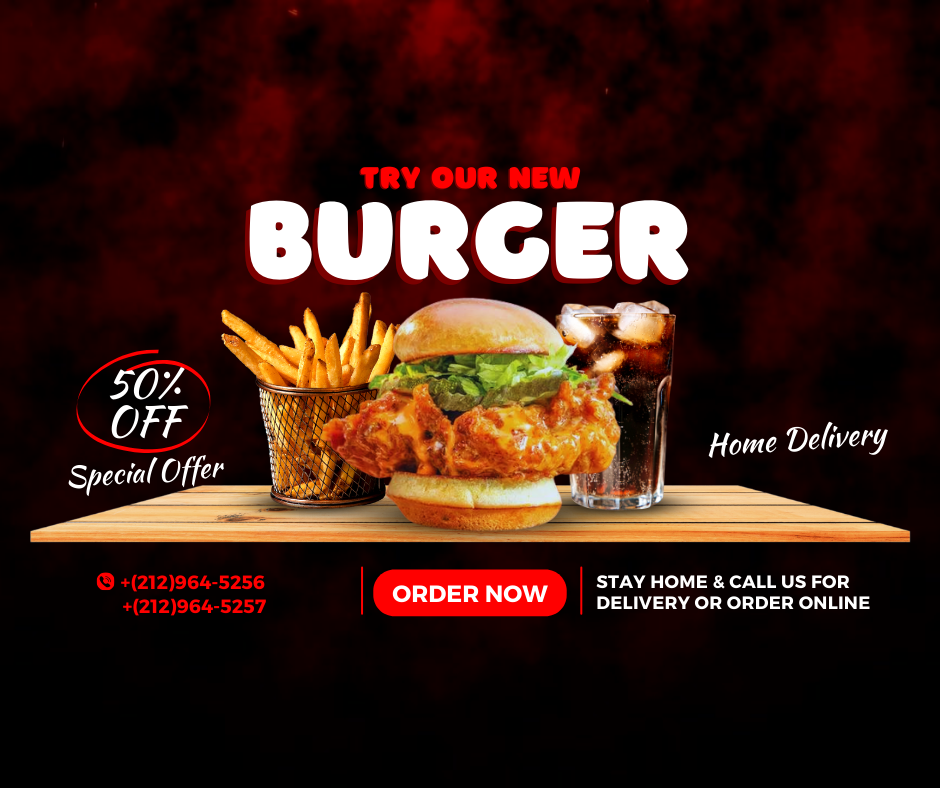 TRY OUR NEW
BURGER
50%
OFF
Special Offer
Home Delivery
+(212)964-5256
+(212)964-5257
ORDER NOW
STAY HOME & CALL US FOR
DELIVERY OR ORDER ONLINE